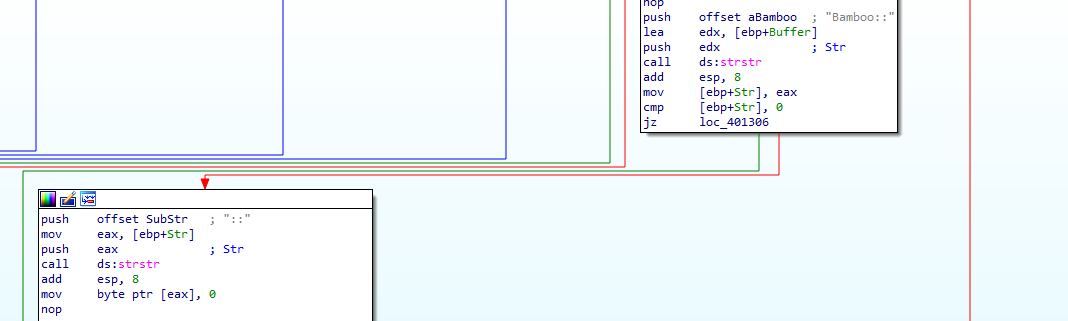 nop
push offset aBamboo ; "Bamboo::"
lea edx, [ebp+Buffer]
push edx ; Str
call ds:strstr
add esp, 8
mov [ebp+Str], eax
cmp [ebp+Str], 0
jz loc_401306
push offset SubStr ; "::"
mov eax, [ebp+Str]
push eax ; Str
call ds:strstr
add esp, 8
mov byte ptr [eax], 0
nop